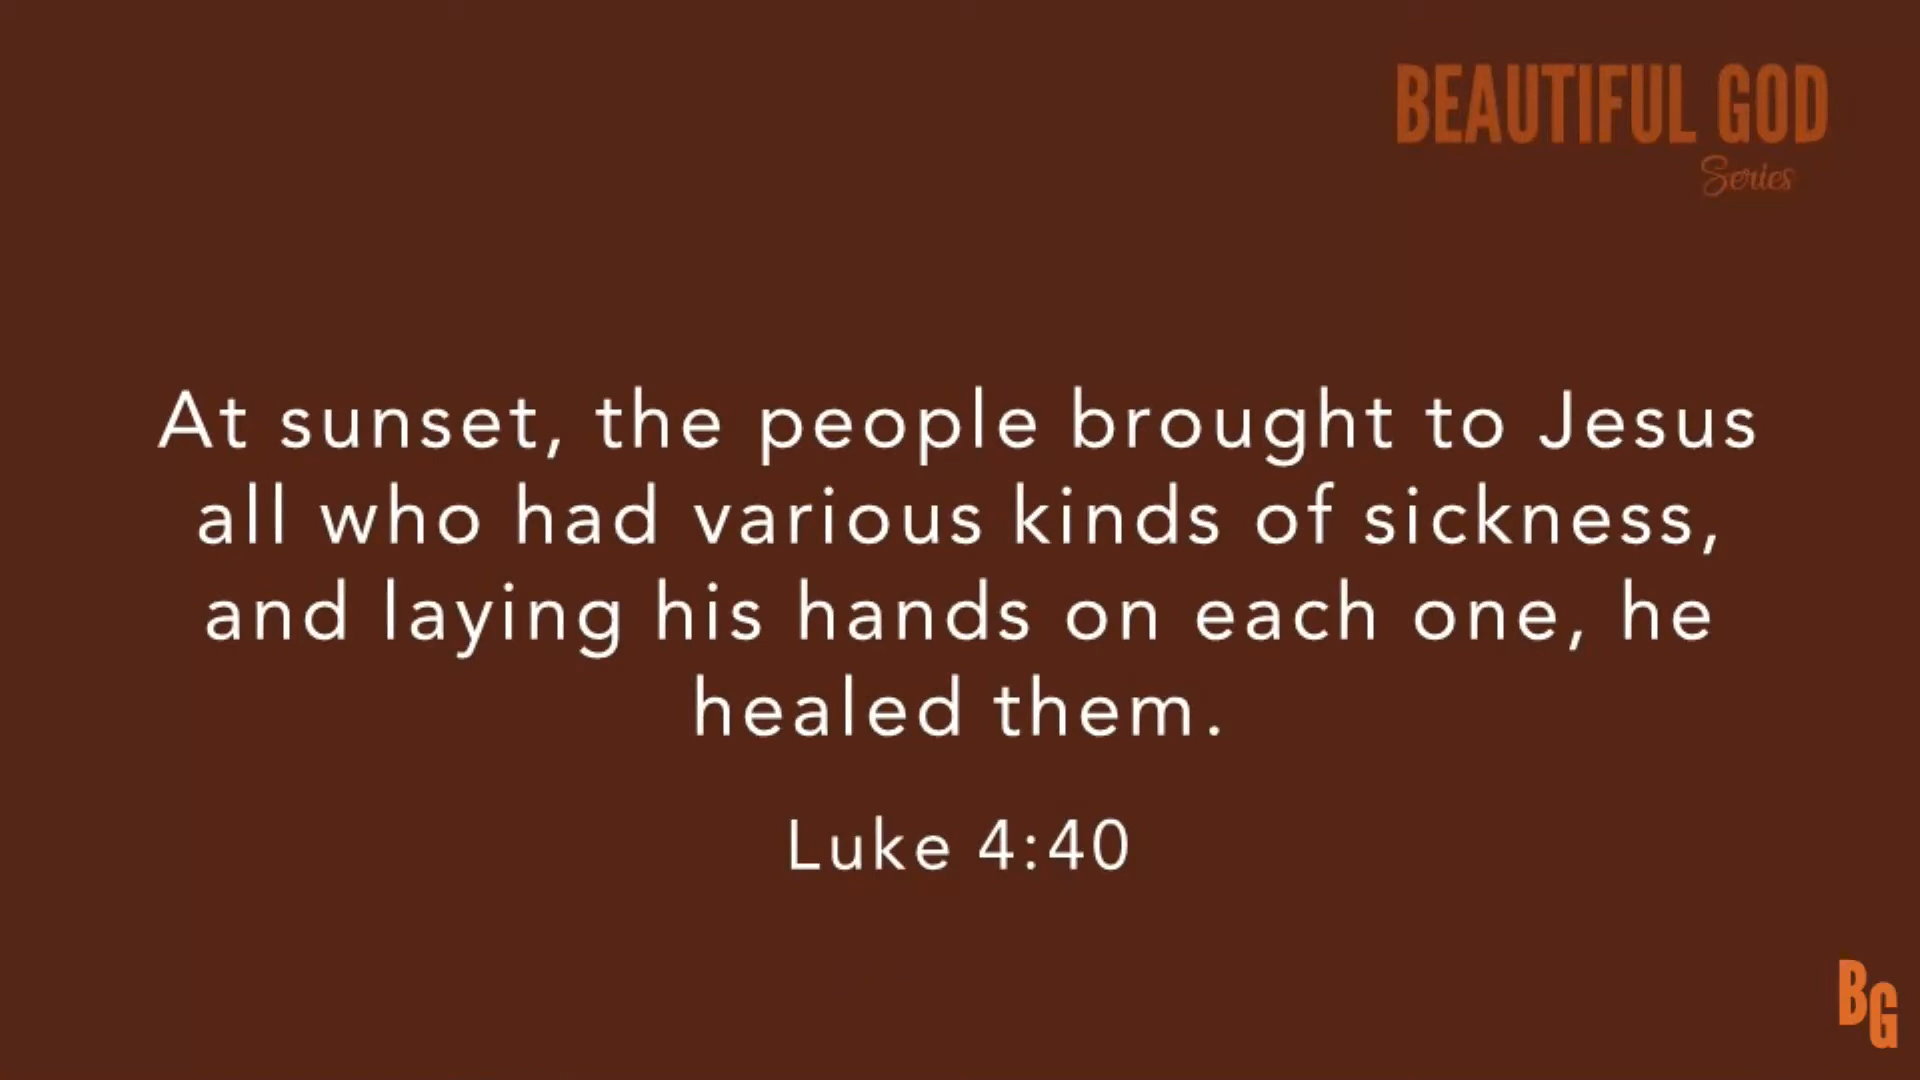 BEAUTIFUL GOD
Series
At sunset, the people brought to Jesus
all who had various kinds of sickness,
and laying his hands on each one, he
healed them.
Luke 4:40
BG